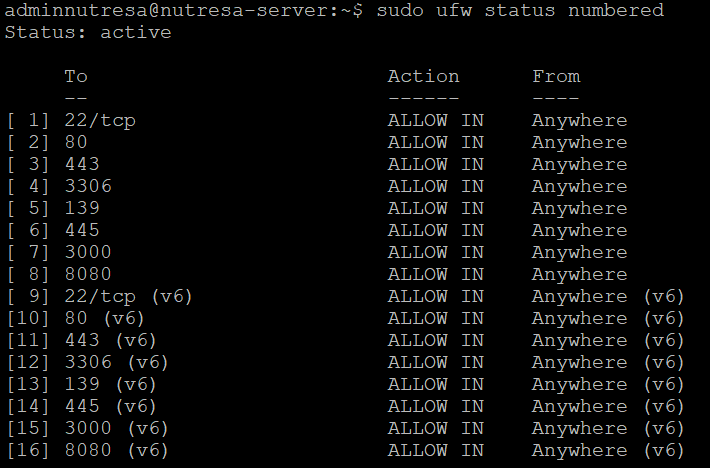 adminnutresa@nutresa-server:~$ sudo ufw status numbered
Status: active

     To                         Action      From
     --                         ------      ----
[ 1] 22/tcp                     ALLOW IN    Anywhere
[ 2] 80                         ALLOW IN    Anywhere
[ 3] 443                        ALLOW IN    Anywhere
[ 4] 3306                       ALLOW IN    Anywhere
[ 5] 139                        ALLOW IN    Anywhere
[ 6] 445                        ALLOW IN    Anywhere
[ 7] 3000                       ALLOW IN    Anywhere
[ 8] 8080                       ALLOW IN    Anywhere
[ 9] 22/tcp (v6)                ALLOW IN    Anywhere (v6)
[10] 80 (v6)                    ALLOW IN    Anywhere (v6)
[11] 443 (v6)                   ALLOW IN    Anywhere (v6)
[12] 3306 (v6)                  ALLOW IN    Anywhere (v6)
[13] 139 (v6)                   ALLOW IN    Anywhere (v6)
[14] 445 (v6)                   ALLOW IN    Anywhere (v6)
[15] 3000 (v6)                  ALLOW IN    Anywhere (v6)
[16] 8080 (v6)                  ALLOW IN    Anywhere (v6)